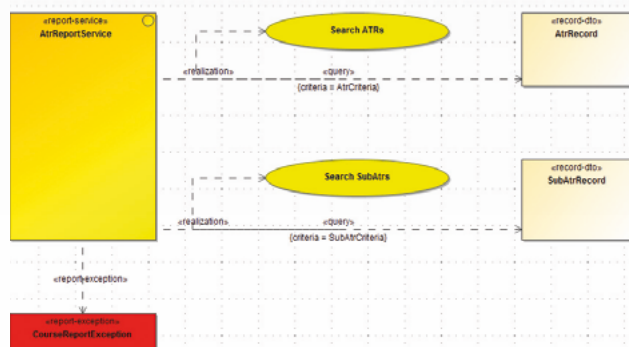 «report-service»
AtrReportService
Search ATRs
«record-dto»
AtrRecord
«realization»
«query»
{criteria = AtrCriteria}
Search SubAtrs
«record-dto»
SubAtrRecord
«realization»
«query»
{criteria = SubAtrCriteria}
«report-exception»
«report-exception»
CourseReportException